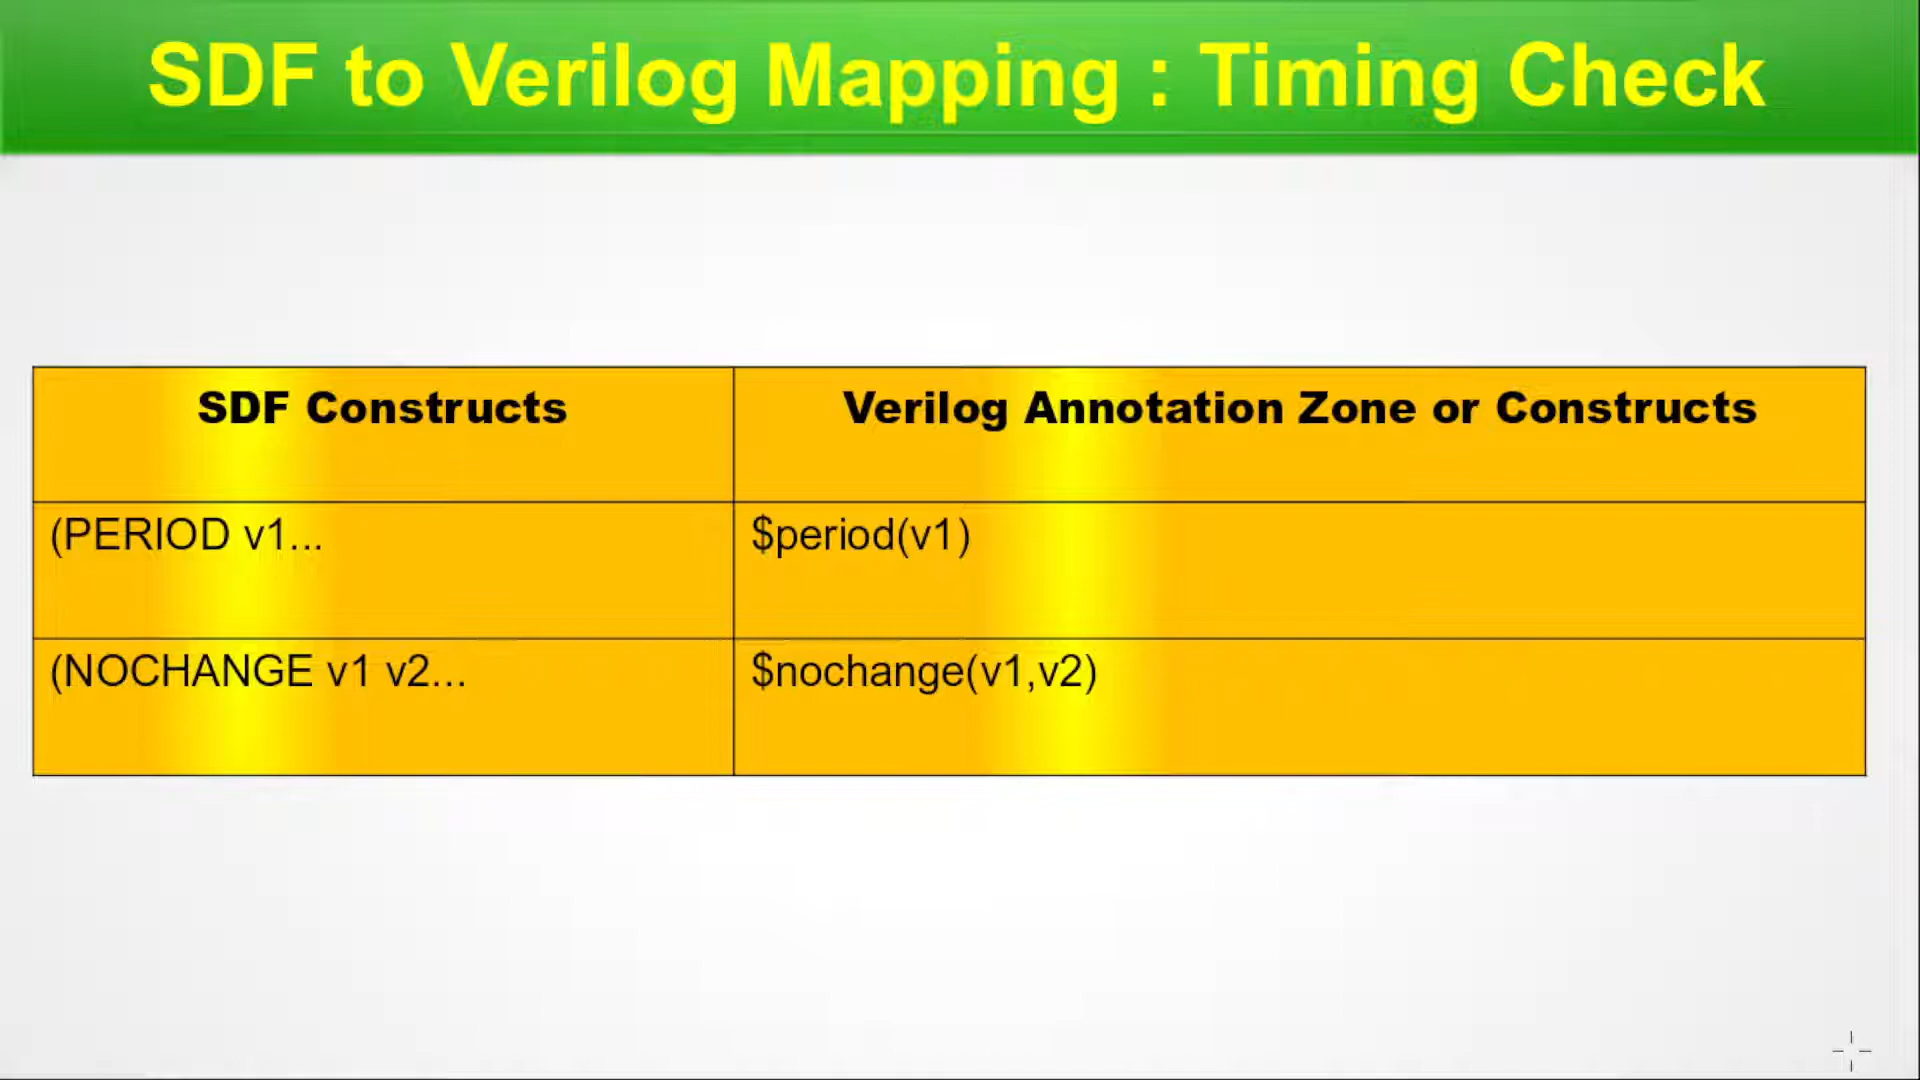 SDF to Verilog Mapping : Timing Check
SDF Constructs
Verilog Annotation Zone or Constructs
(PERIOD v1...
$period(v1)
(NOCHANGE v1 v2...
$nochange(v1,v2)